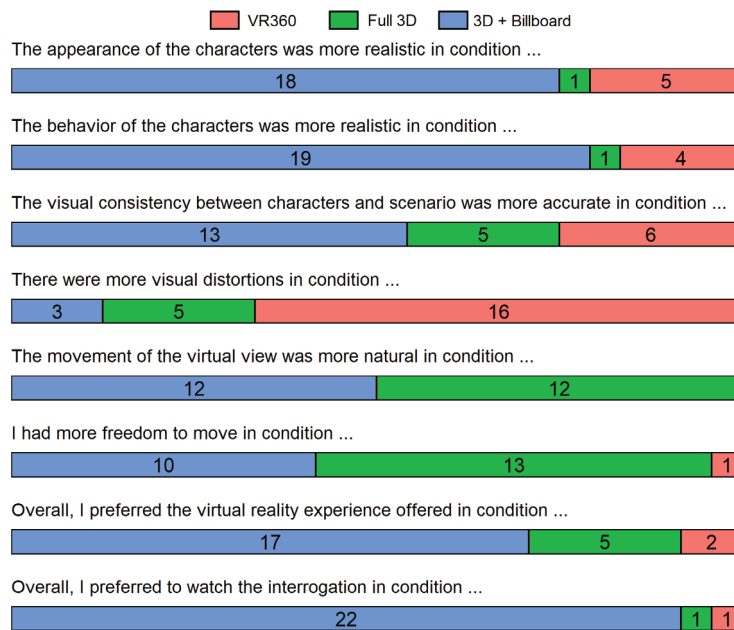 VR360 Full 3D 3D + Billboard
The appearance of the characters was more realistic in condition ...
18 1 5
The behavior of the characters was more realistic in condition ...
19 1 4
The visual consistency between characters and scenario was more accurate in condition ...
13 5 6
There were more visual distortions in condition ...
3 5 16
The movement of the virtual view was more natural in condition ...
12 12
I had more freedom to move in condition ...
10 13 1
Overall, I preferred the virtual reality experience offered in condition ...
17 5 2
Overall, I preferred to watch the interrogation in condition ...
22 1 1